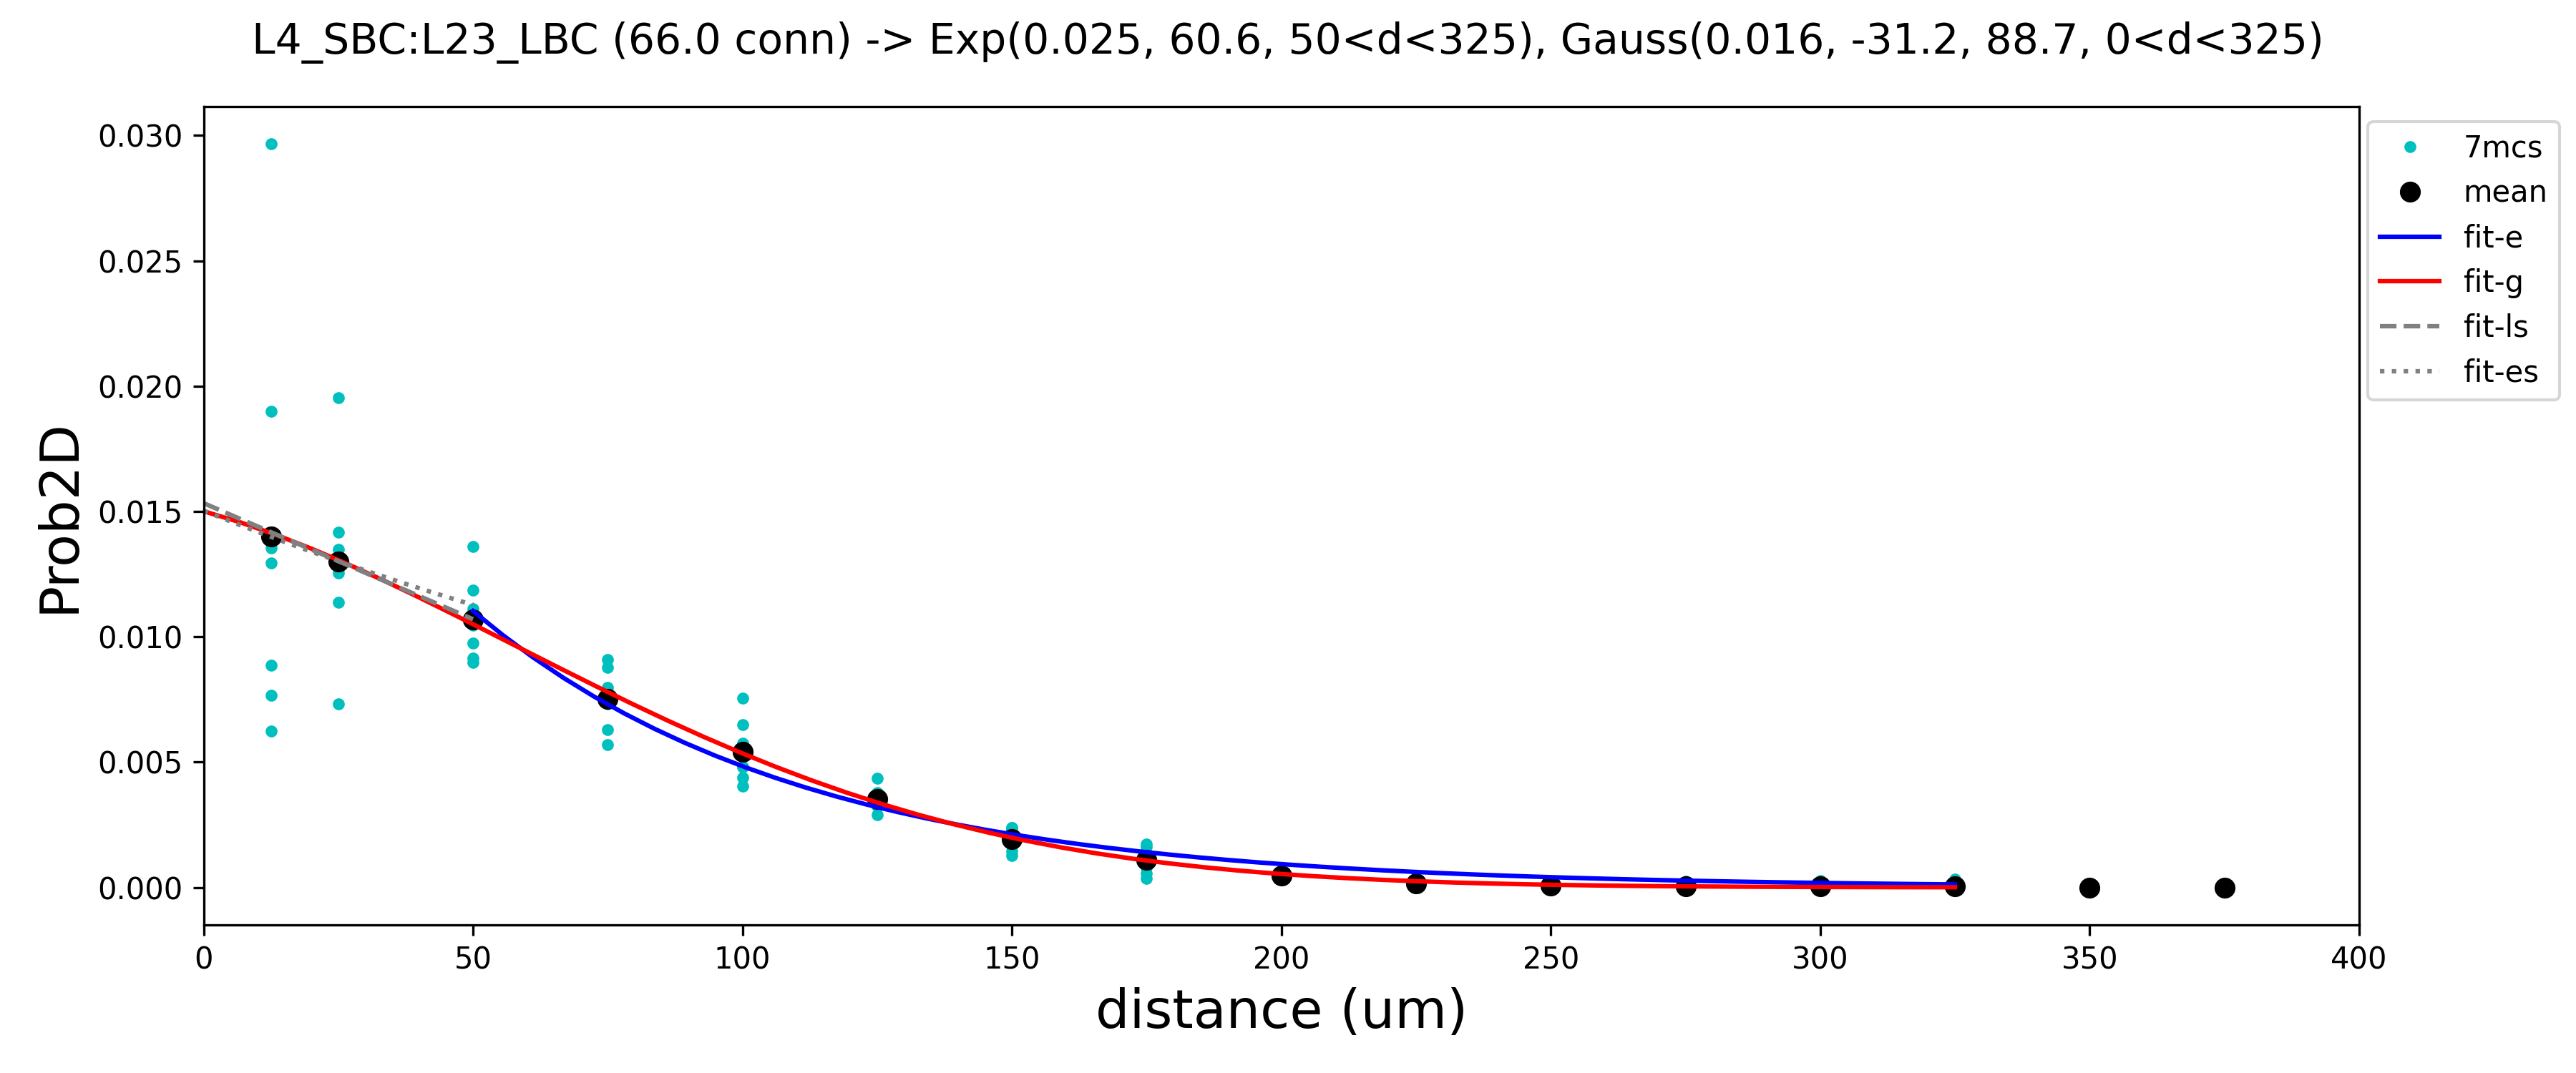 L4_SBC:L23_LBC (66.0 conn) -> Exp(0.025, 60.6, 50<d<325), Gauss(0.016, -31.2, 88.7, 0<d<325)
0.030
0.025
0.020
0.015
0.010
0.005
0.000
Prob2D
0 50 100 150 200 250 300 350 400
distance (um)
7mcs
mean
fit-e
fit-g
fit-ls
fit-es